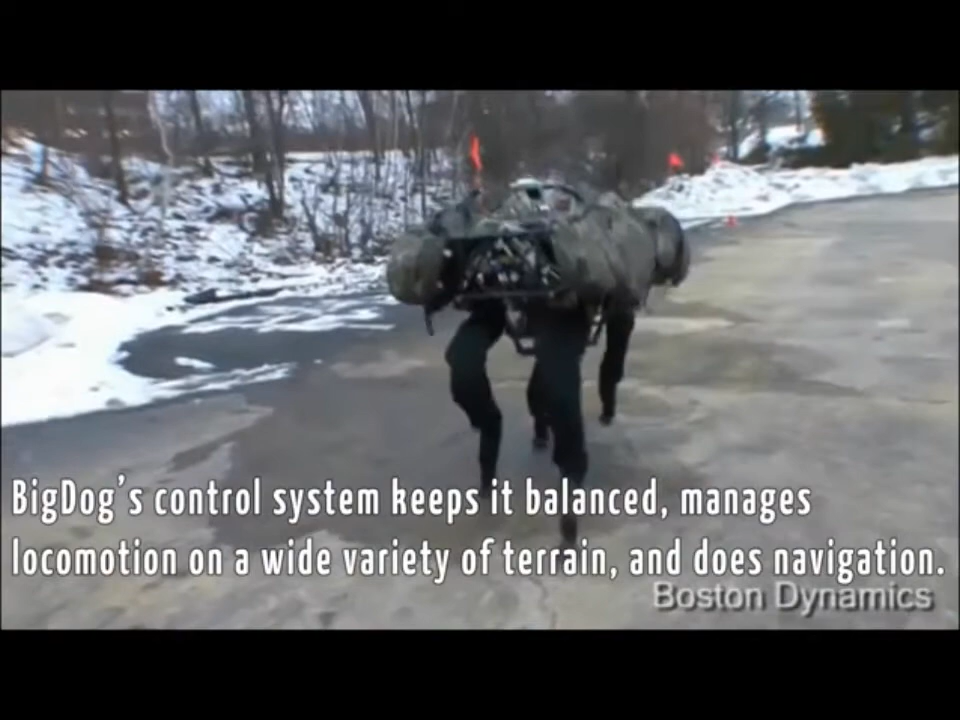 BigDog's control system keeps it balanced, manages
locomotion on a wide variety of terrain, and does navigation.
Boston Dynamics